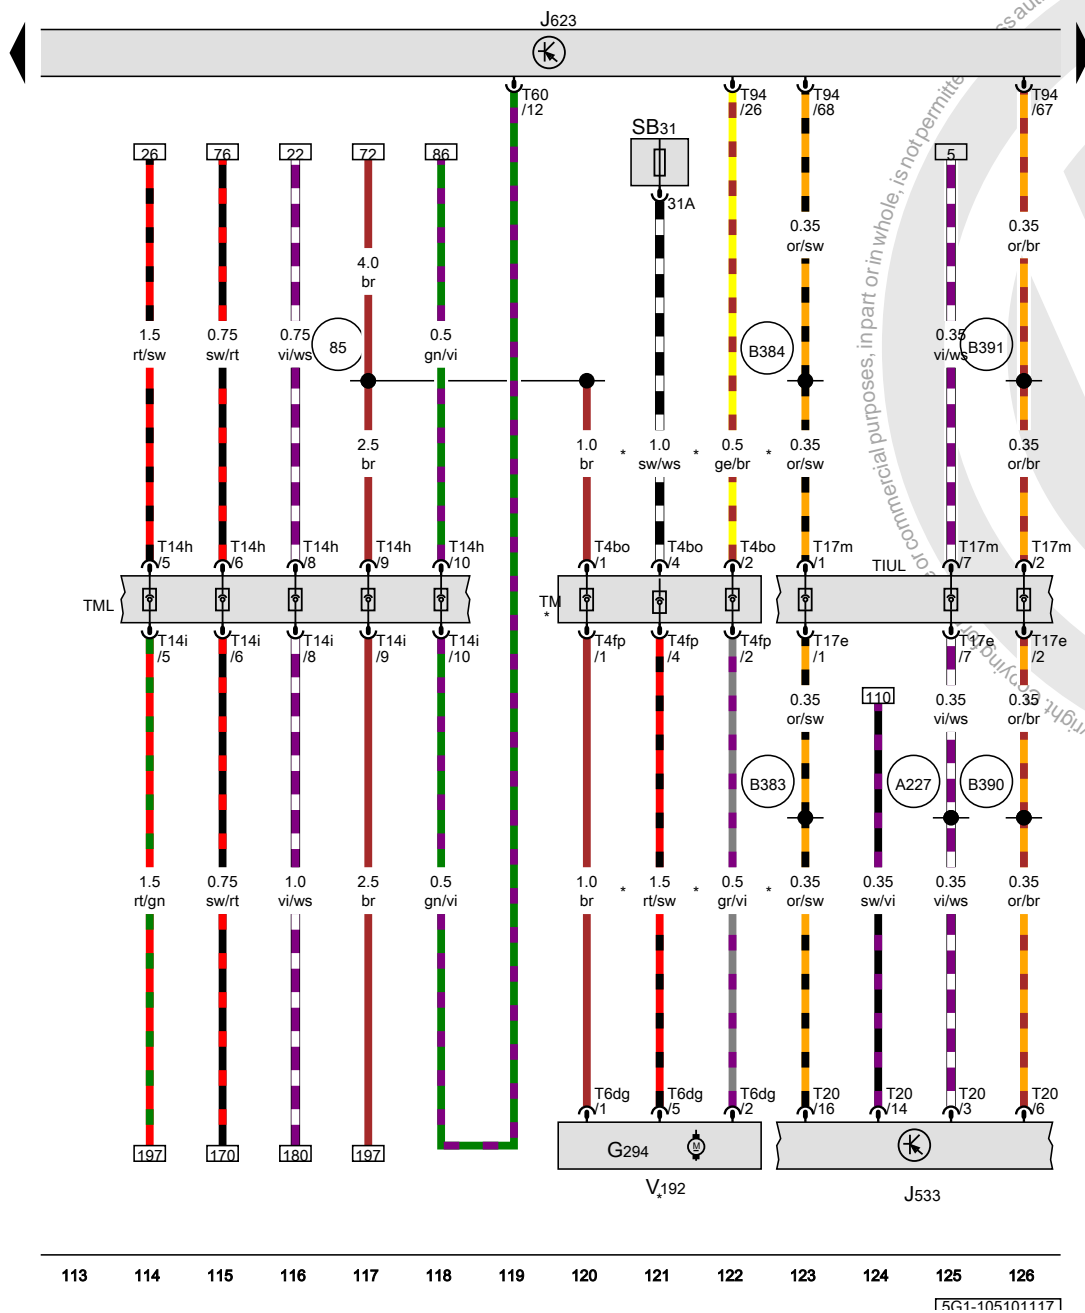 J623
T60
/12
T94
/26
T94
/68
T94
/67
SB31
31A
26
76
22
72
86
5
4.0
br
0.35
or/sw
0.35
or/br
1.5
rt/sw
0.75
sw/rt
0.75
vi/ws
85
0.5
gn/vi
B384
0.35
vi/ws
B391
2.5
br
1.0
br
*
1.0
sw/ws
*
0.5
ge/br
*
0.35
or/sw
0.35
or/br
T14h
/5
T14h
/6
T14h
/8
T14h
/9
T14h
/10
T4bo
/1
T4bo
/4
T4bo
/2
T17m
/1
TIUL
T17m
/7
T17m
/2
TML
TM
*
T14i
/5
T14i
/6
T14i
/8
T14i
/9
T14i
/10
T4fp
/1
T4fp
/4
T4fp
/2
T17e
/1
T17e
/7
T17e
/2
0.35
or/sw
110
0.35
vi/ws
0.35
or/br
B383
A227
B390
1.5
rt/gn
0.75
sw/rt
1.0
vi/ws
2.5
br
0.5
gn/vi
1.0
br
*
1.5
rt/sw
*
0.5
gr/vi
*
0.35
or/sw
0.35
sw/vi
0.35
vi/ws
0.35
or/br
T6dg
/1
T6dg
/5
T6dg
/2
T20
/16
T20
/14
T20
/3
T20
/6
197
170
180
197
G294
M
V192
*
J533
113 114 115 116 117 118 119 120 121 122 123 124 125 126
5G1-105101117
or commercial purposes, in part or in whole, is not permitte